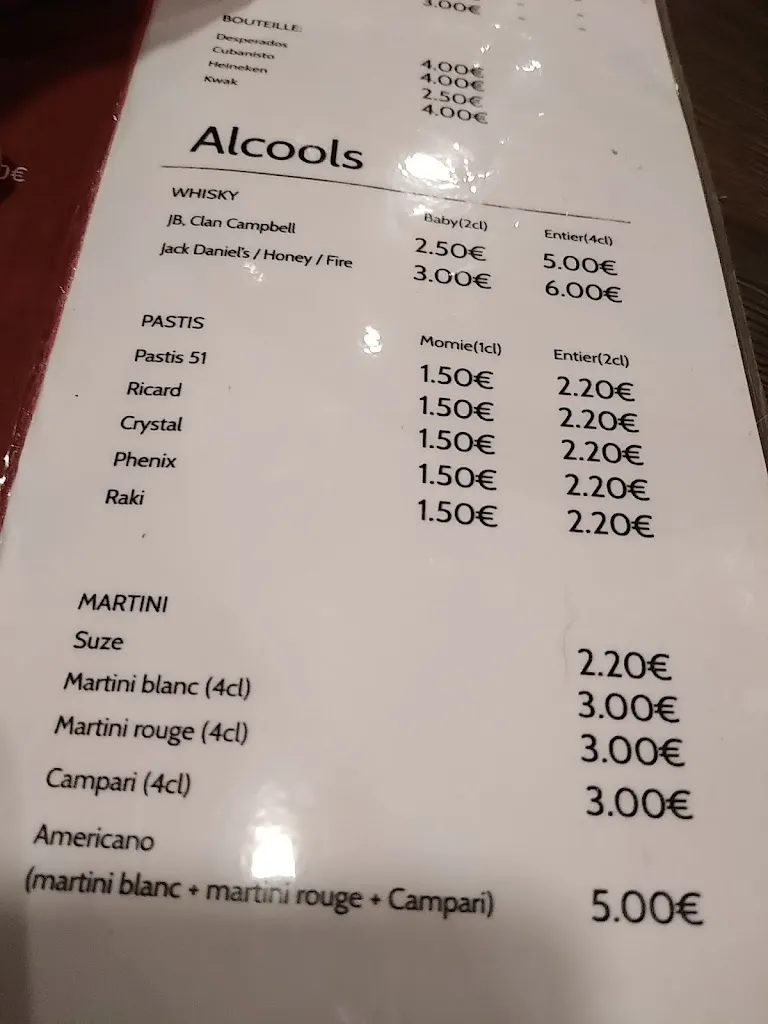 3.00€
BOUTEILLE
Desperados 4.00€
Cubanisto 4.00€
Heineken 2.50€
Kwak 4.00€
0€
Alcools
WHISKY Baby(2cl) Entier(4cl)
JB, Clan Campbell 2.50€ 5.00€
Jack Daniel's / Honey / Fire 3.00€ 6.00€
PASTIS Momie(1cl) Entier(2cl)
Pastis 51 1.50€ 2.20€
Ricard 1.50€ 2.20€
Crystal 1.50€ 2.20€
Phenix 1.50€ 2.20€
Raki 1.50€ 2.20€
MARTINI
Suze 2.20€
Martini blanc (4cl) 3.00€
Martini rouge (4cl) 3.00€
Campari (4cl) 3.00€
Americano
(martini blanc + martini rouge + Campari) 5.00€